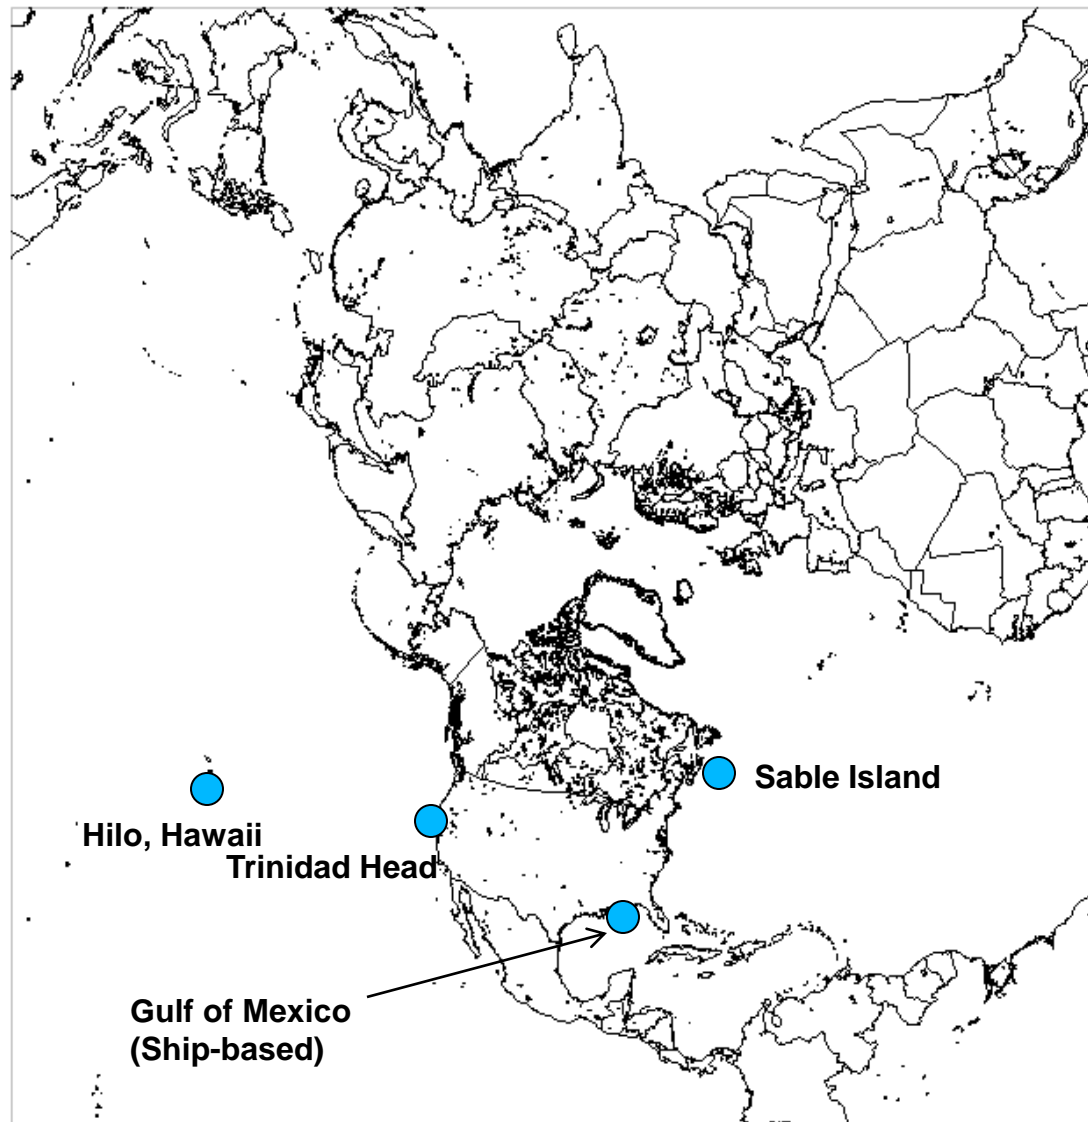 Sable Island
Hilo, Hawaii
Trinidad Head
Gulf of Mexico
(Ship-based)